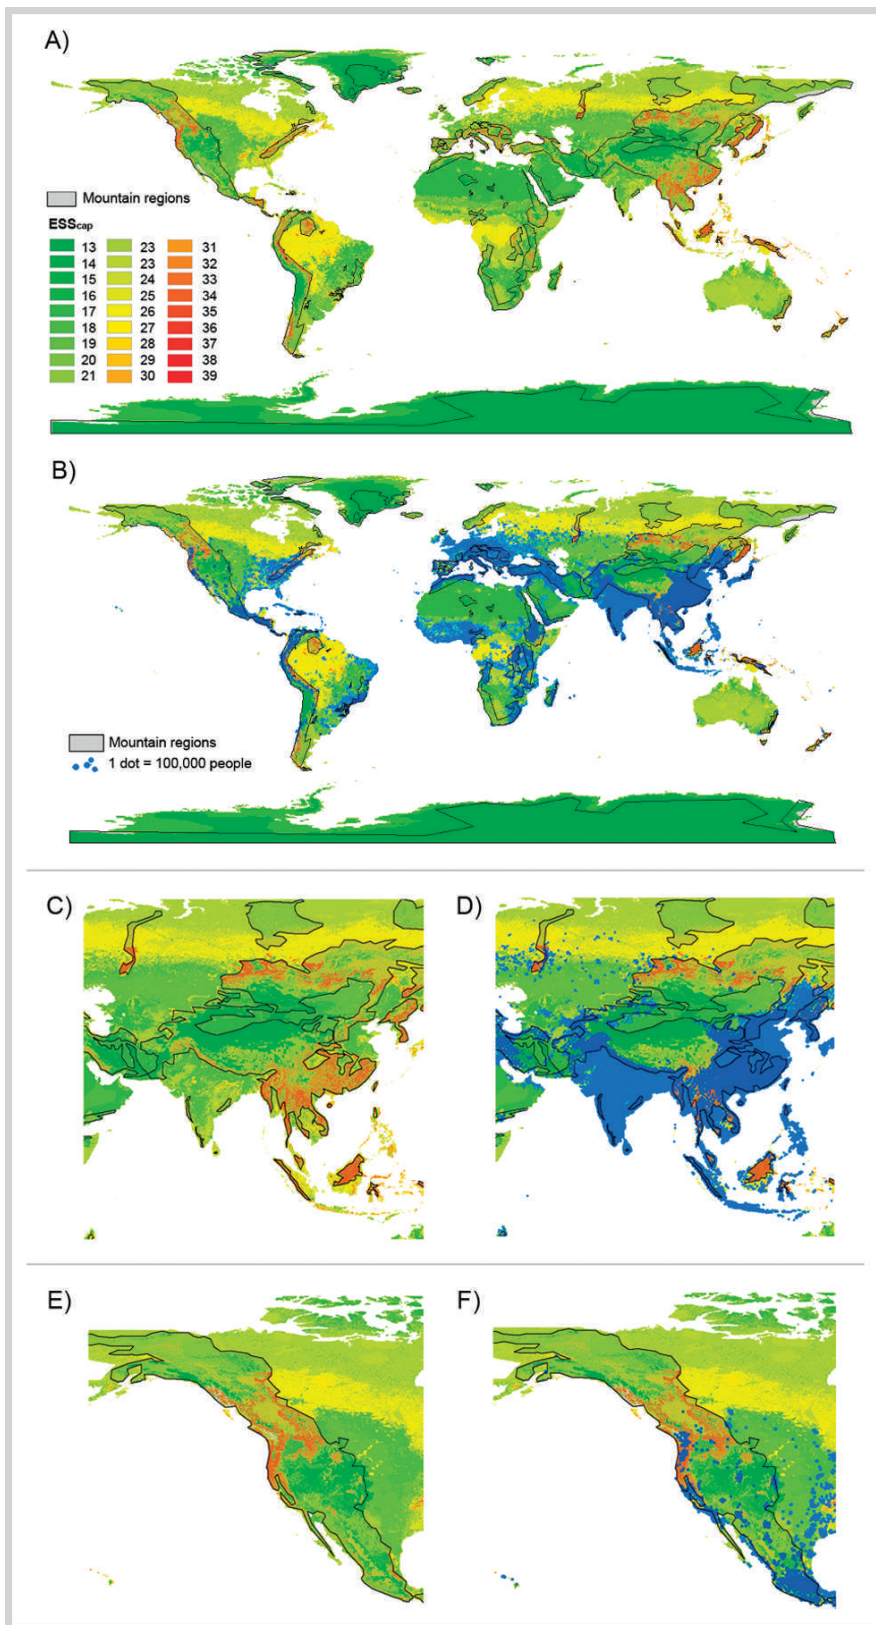 A)
Mountain regions
ESScap
13 23 31
14 23 32
15 24 33
16 25 34
17 26 35
18 27 36
19 28 37
20 29 38
21 30 39
B)
Mountain regions
1 dot = 100,000 people
C) D)
E) F)